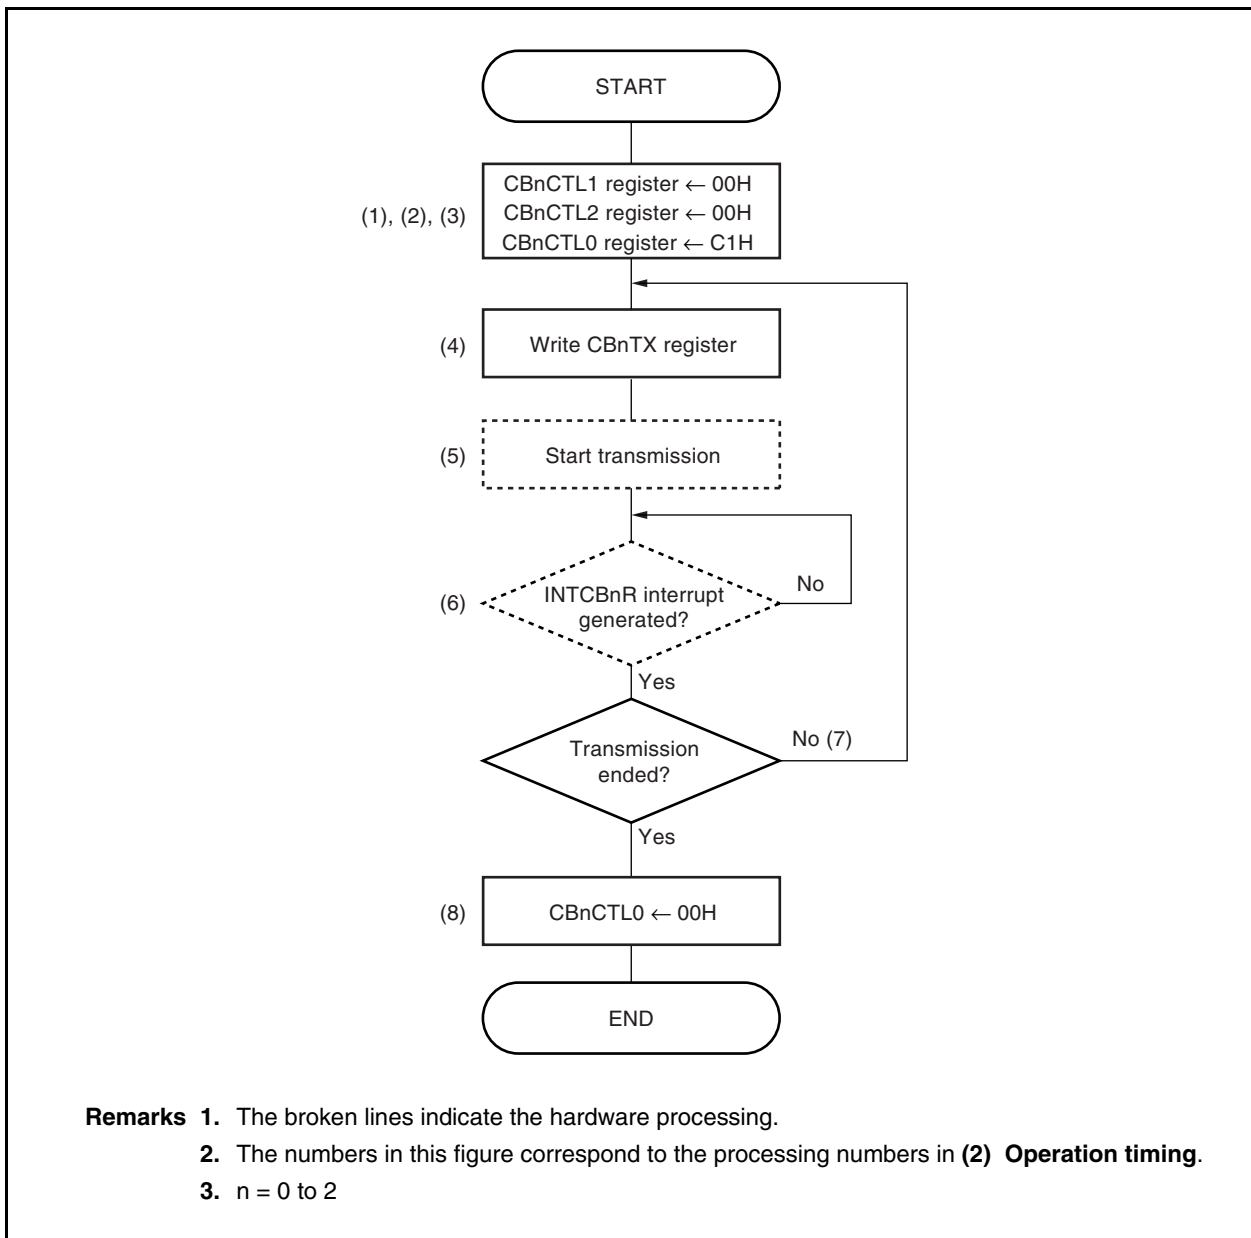 START
CBnCTL1 register ← 00H
(1), (2), (3)
CBnCTL2 register ← 00H
CBnCTL0 register ← C1H
(4)
Write CBnTX register
(5)
Start transmission
(6)
INTCBnR interrupt
generated?
No
Yes
Transmission
ended?
No (7)
Yes
(8)
CBnCTL0 ← 00H
END
Remarks 1. The broken lines indicate the hardware processing.
2. The numbers in this figure correspond to the processing numbers in (2) Operation timing.
3. n = 0 to 2